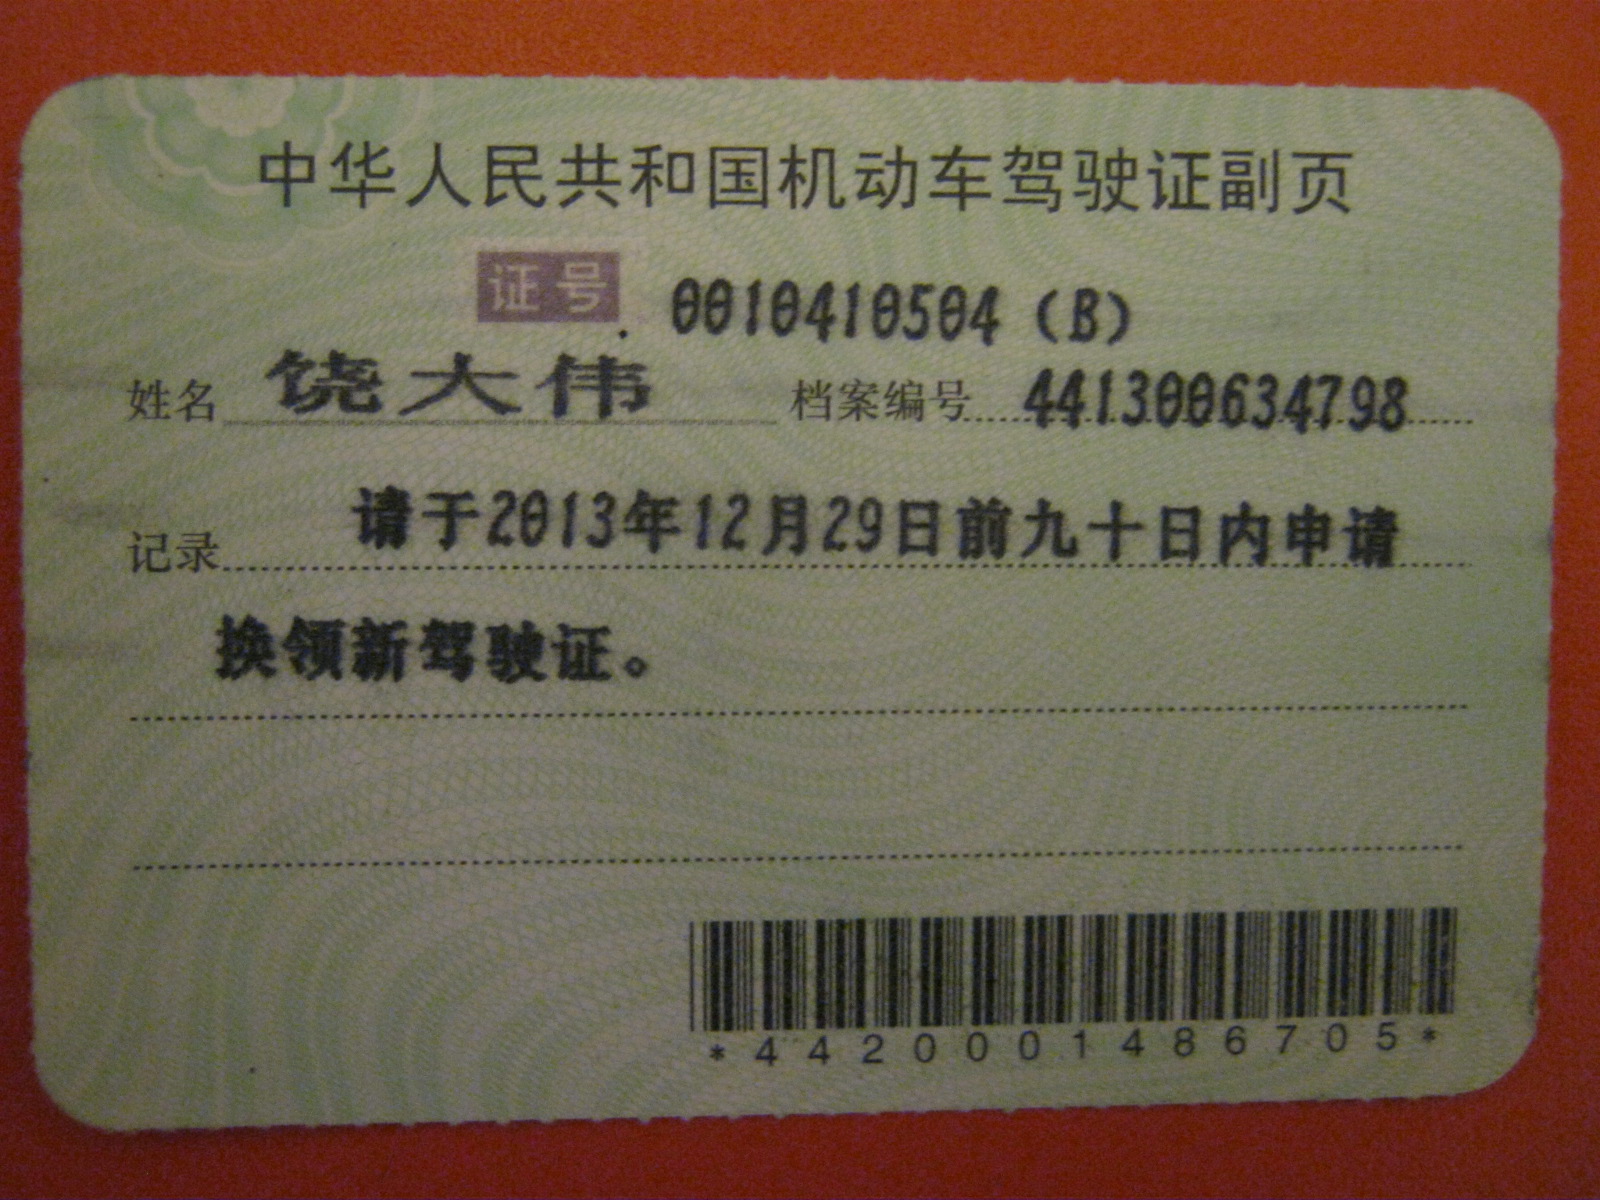 中华人民共和国机动车驾驶证副页
证号 0010410504 (B)
姓名 饶大伟 档案编号 441300634798
记录 请于2013年12月29日前九十日内申请
换领新驾驶证。
*4420001486705*